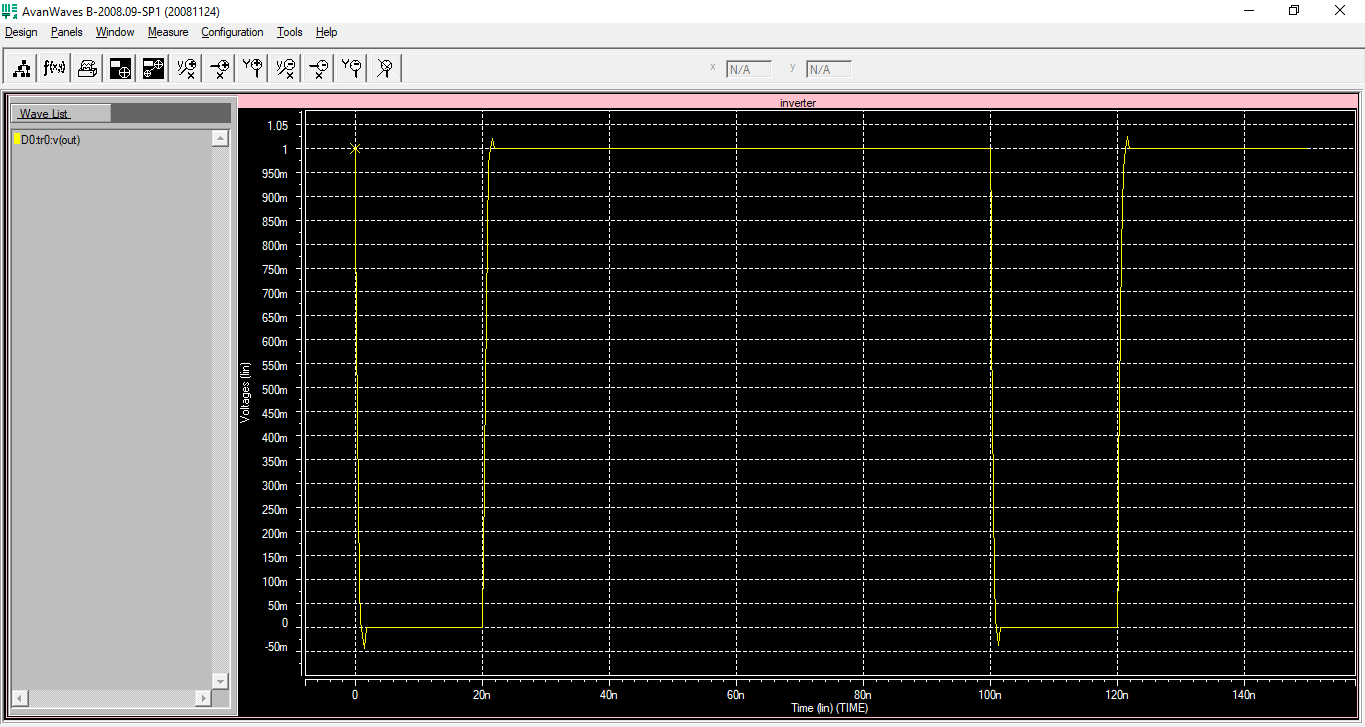 AvanWaves B-2008.09-SP1 (20081124)
Design Panels Window Measure Configuration Tools Help
f(x) x N/A y N/A
Wave List
D0:tr0:v(out)
inverter
Voltages (lin)
1.05
1
950m
900m
850m
800m
750m
700m
650m
600m
550m
500m
450m
400m
350m
300m
250m
200m
150m
100m
50m
0
-50m
0 20n 40n 60n 80n 100n 120n 140n
Time (lin) (TIME)